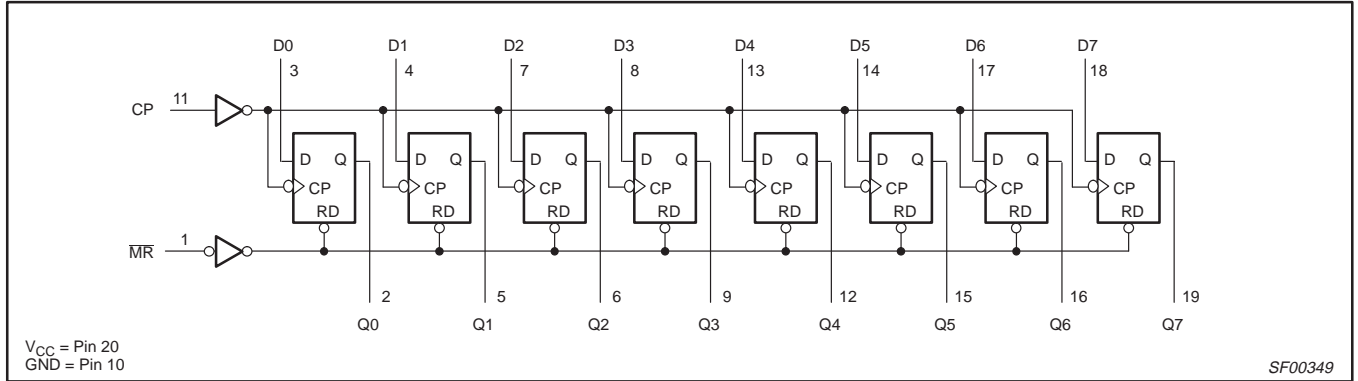 D0 D1 D2 D3 D4 D5 D6 D7
3 4 7 8 13 14 17 18
CP 11
D Q D Q D Q D Q D Q D Q D Q D Q
CP CP CP CP CP CP CP CP
RD RD RD RD RD RD RD RD
MR 1
2 5 6 9 12 15 16 19
Q0 Q1 Q2 Q3 Q4 Q5 Q6 Q7
VCC = Pin 20
GND = Pin 10
SF00349